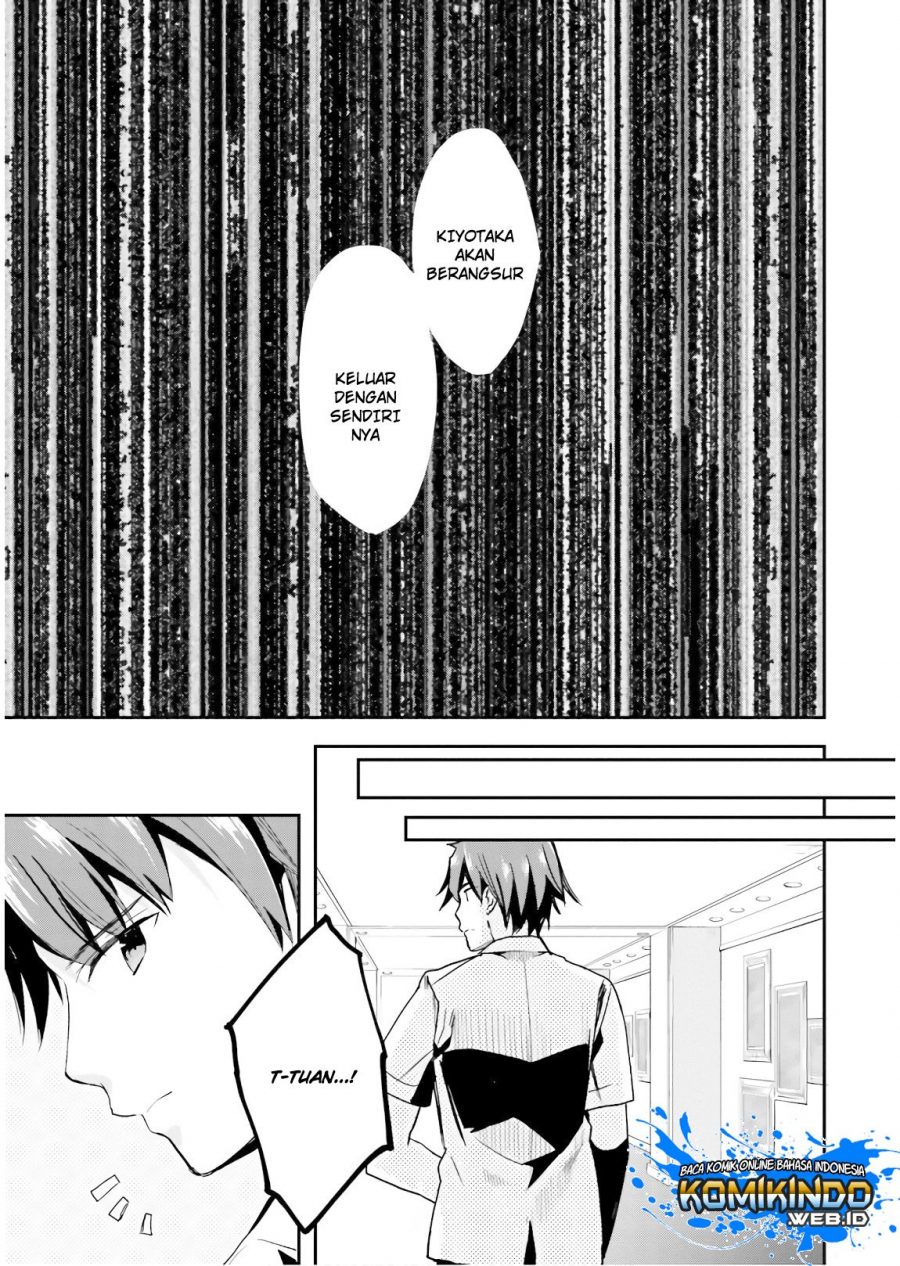 KIYOTAKA
AKAN
BERANGSUR
KELUAR
DENGAN
SENDIRI
NYA
T-TUAN...!
BACA KOMIK ONLINE BAHASA INDONESIA
KOMIKINDO
WEB.ID